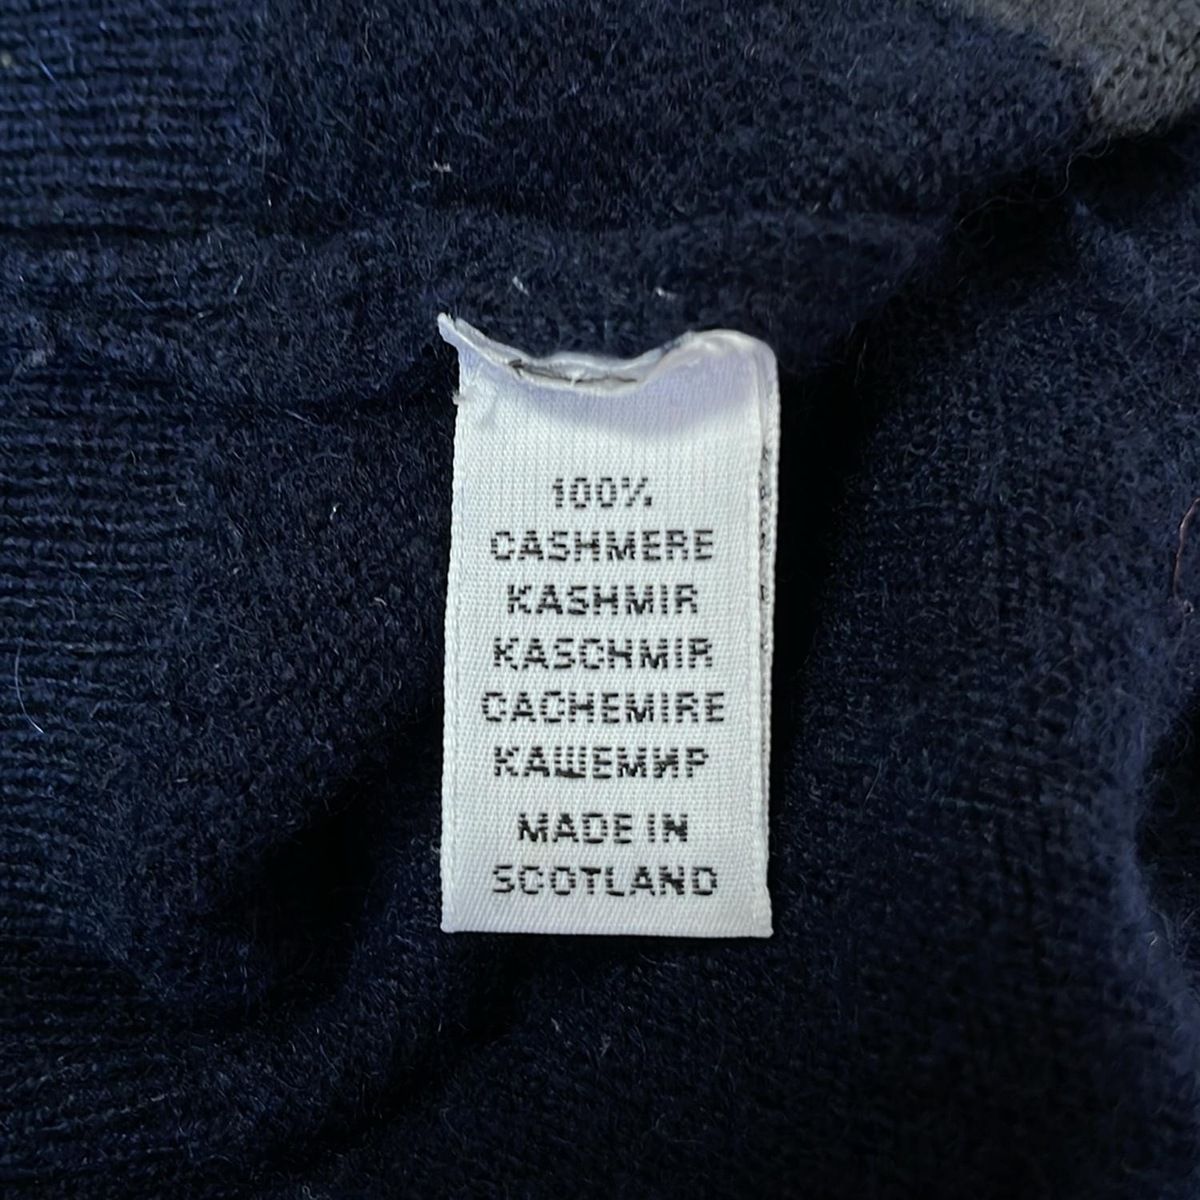 100%
CASHMERE
KASHMIR
KASCHMIR
CACHEMIRE
КАШЕМИР
MADE IN
SCOTLAND